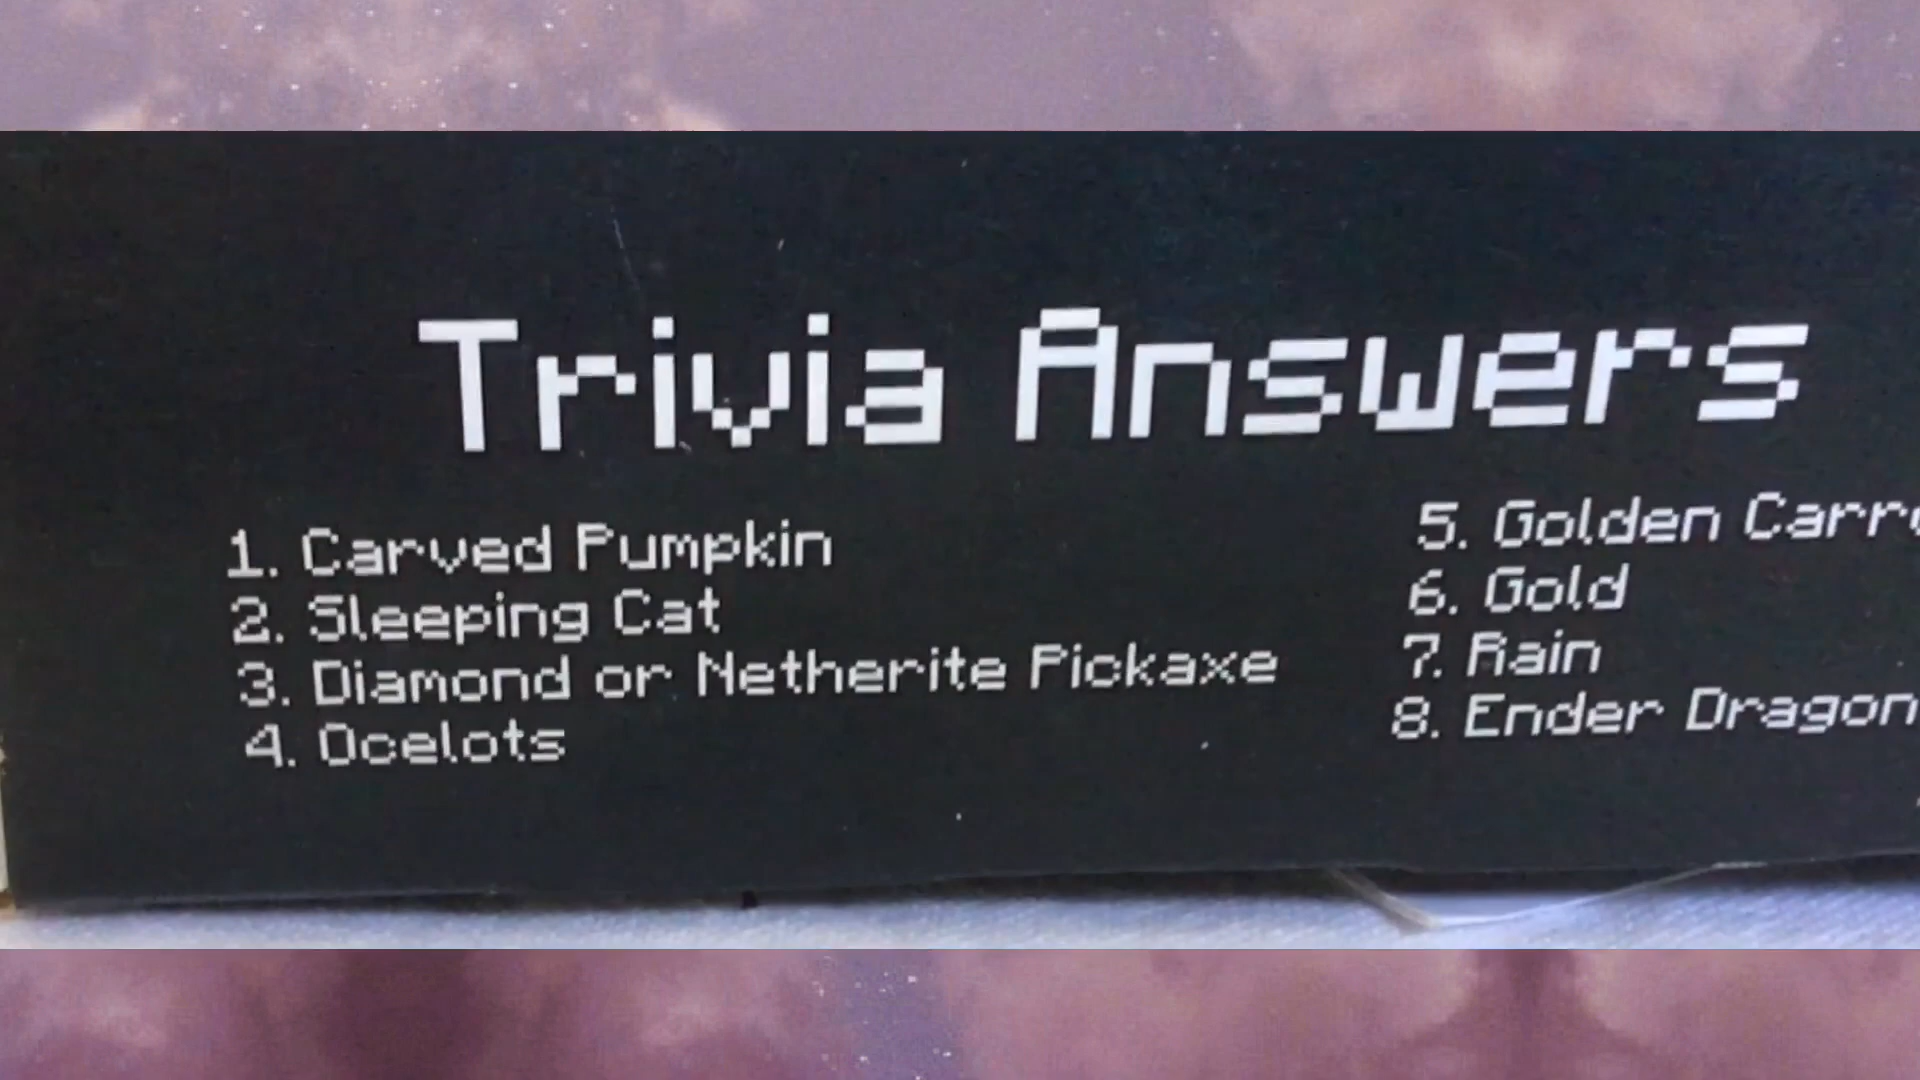 Trivia Answers
1. Carved Pumpkin
2. Sleeping Cat
3. Diamond or Netherite Pickaxe
4. Ocelots
5. Golden
6. Gold
7. Rain
8. Ender Dragon